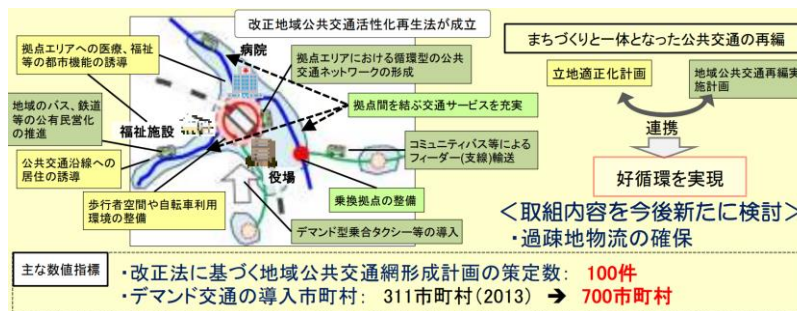 改正地域公共交通活性化再生法が成立
拠点エリアへの医療、福祉
等の都市機能の誘導
病院
拠点エリアにおける循環型の公共
交通ネットワークの形成
地域のバス、鉄道
等の公有民営化
の推進
福祉施設
拠点間を結ぶ交通サービスを充実
公共交通沿線への
居住の誘導
役場
コミュニティバス等による
フィーダー(支線)輸送
歩行者空間や自転車利用
環境の整備
乗換拠点の整備
デマンド型乗合タクシー等の導入
まちづくりと一体となった公共交通の再編
立地適正化計画
地域公共交通再編実
施計画
連携
好循環を実現
＜取組内容を今後新たに検討＞
・過疎地物流の確保
主な数値指標
・改正法に基づく地域公共交通網形成計画の策定数： 100件
・デマンド交通の導入市町村： 311市町村(2013) ➔ 700市町村